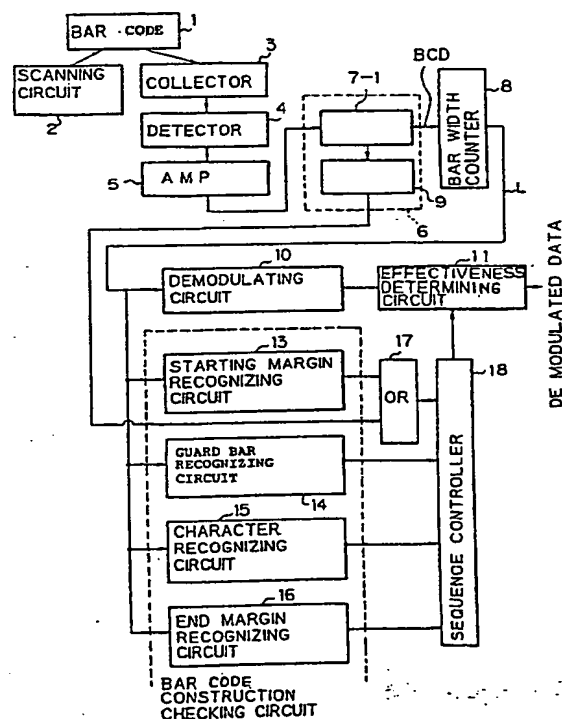 1
BAR CODE
3
SCANNING
CIRCUIT
2
COLLECTOR
4
DETECTOR
5
AMP
7-1
BCD
8
BAR WIDTH
COUNTER
9
6
L
10
DEMODULATING
CIRCUIT
11
EFFECTIVENESS
DETERMINING
CIRCUIT
DEMODULATED DATA
13
STARTING MARGIN
RECOGNIZING
CIRCUIT
17
OR
18
SEQUENCE CONTROLLER
GUARD BAR
RECOGNIZING
CIRCUIT
14
15
CHARACTER
RECOGNIZING
CIRCUIT
16
END MARGIN
RECOGNIZING
CIRCUIT
BAR CODE
CONSTRUCTION
CHECKING CIRCUIT